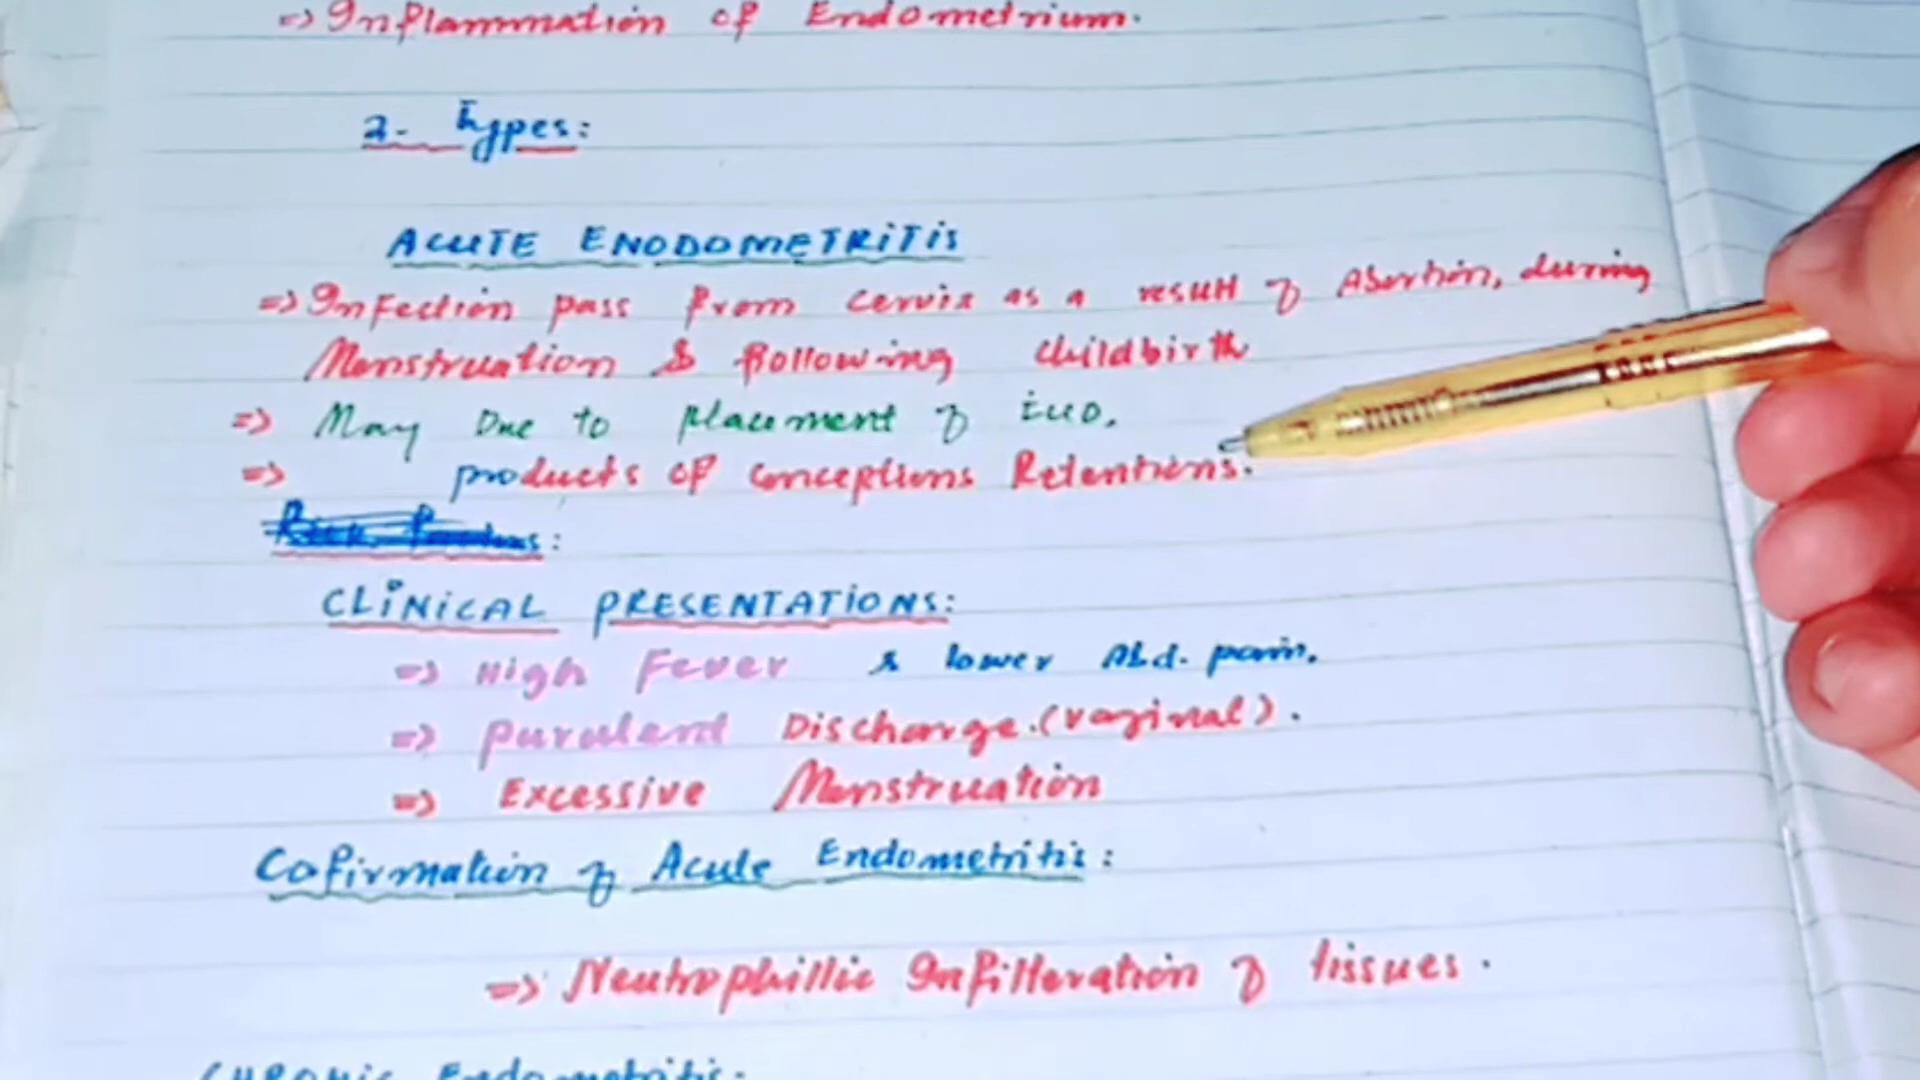 => Inflammation of Endometrium.
2- Types:
ACUTE ENODOMETRITIS
=> Infection pass from cervix as a result of Abortion, during
Menstruation & following childbirth
=> May Due to placement of IUD.
=> products of conceptions Retentions.
:
CLINICAL PRESENTATIONS:
=> High Fever & lower Abd. pain.
=> purulent Discharge. (vaginal).
=> Excessive Menstruation
Cofirmation of Acute Endometritis:
=> Neutrophillic Infilteration of tissues.
CHRONIC Endometritis: